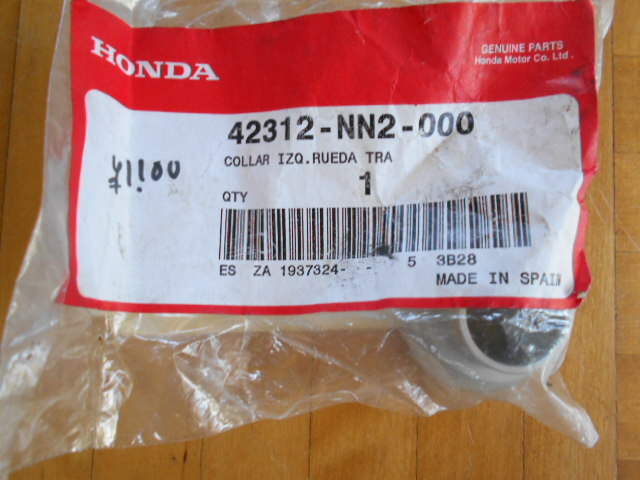 HONDA
GENUINE PARTS
Honda Motor Co. Ltd.
42312-NN2-000
COLLAR IZQ.RUEDA TRA
1
QTY
ES ZA 1937324- 5 3B28
MADE IN SPAIN